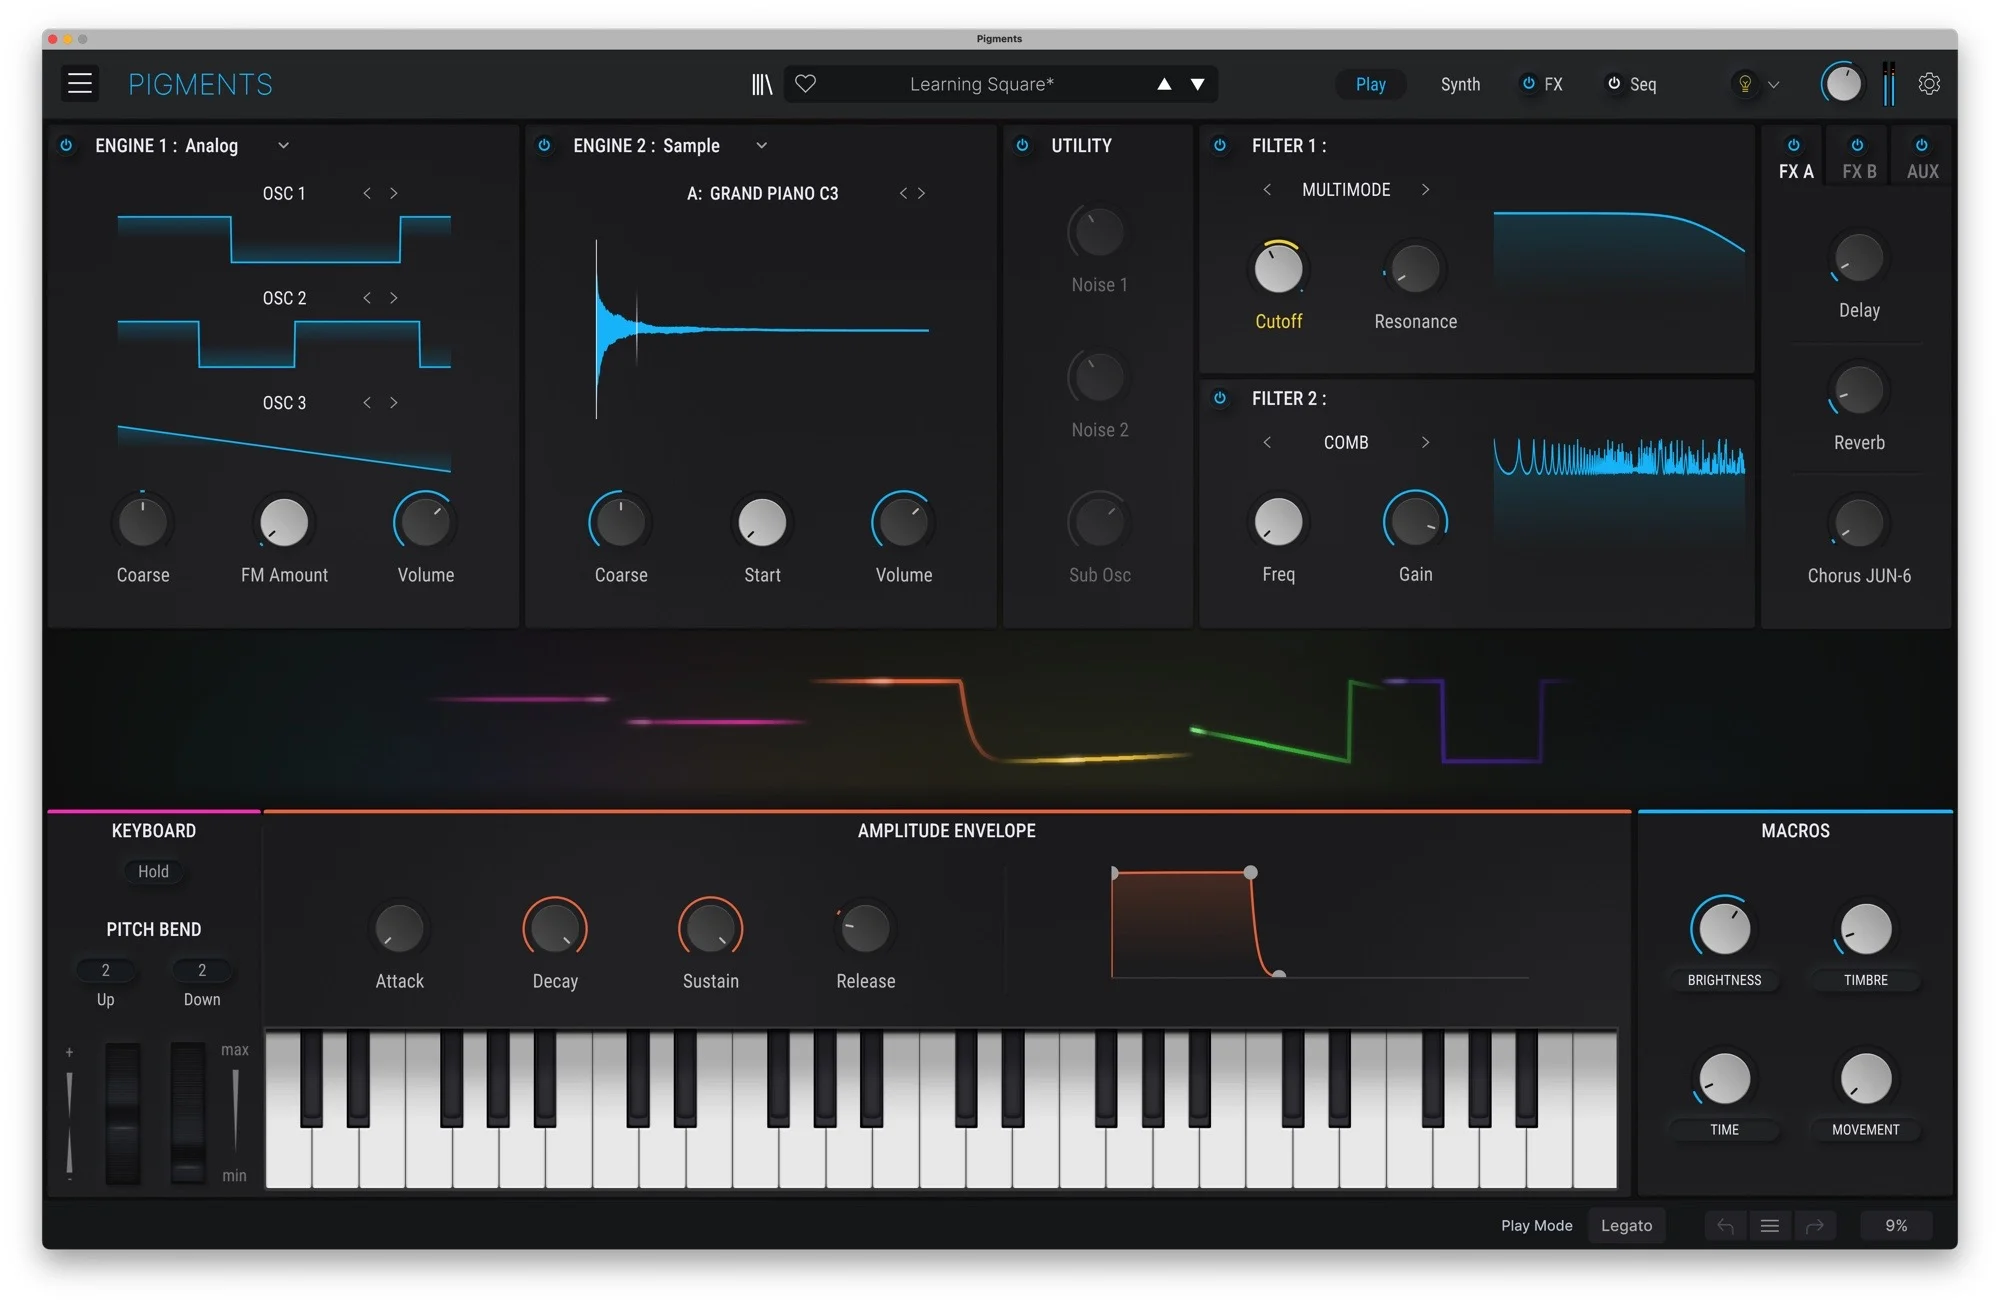 Pigments
PIGMENTS
Learning Square*
Play
Synth
FX
Seq
ENGINE 1 : Analog
OSC 1
OSC 2
OSC 3
Coarse
FM Amount
Volume
ENGINE 2 : Sample
A: GRAND PIANO C3
Coarse
Start
Volume
UTILITY
Noise 1
Noise 2
Sub Osc
FILTER 1 :
MULTIMODE
Cutoff
Resonance
FILTER 2 :
COMB
Freq
Gain
FX A
FX B
AUX
Delay
Reverb
Chorus JUN-6
KEYBOARD
Hold
PITCH BEND
2
2
Up
Down
+
-
max
min
AMPLITUDE ENVELOPE
Attack
Decay
Sustain
Release
MACROS
BRIGHTNESS
TIMBRE
TIME
MOVEMENT
Play Mode
Legato
9%